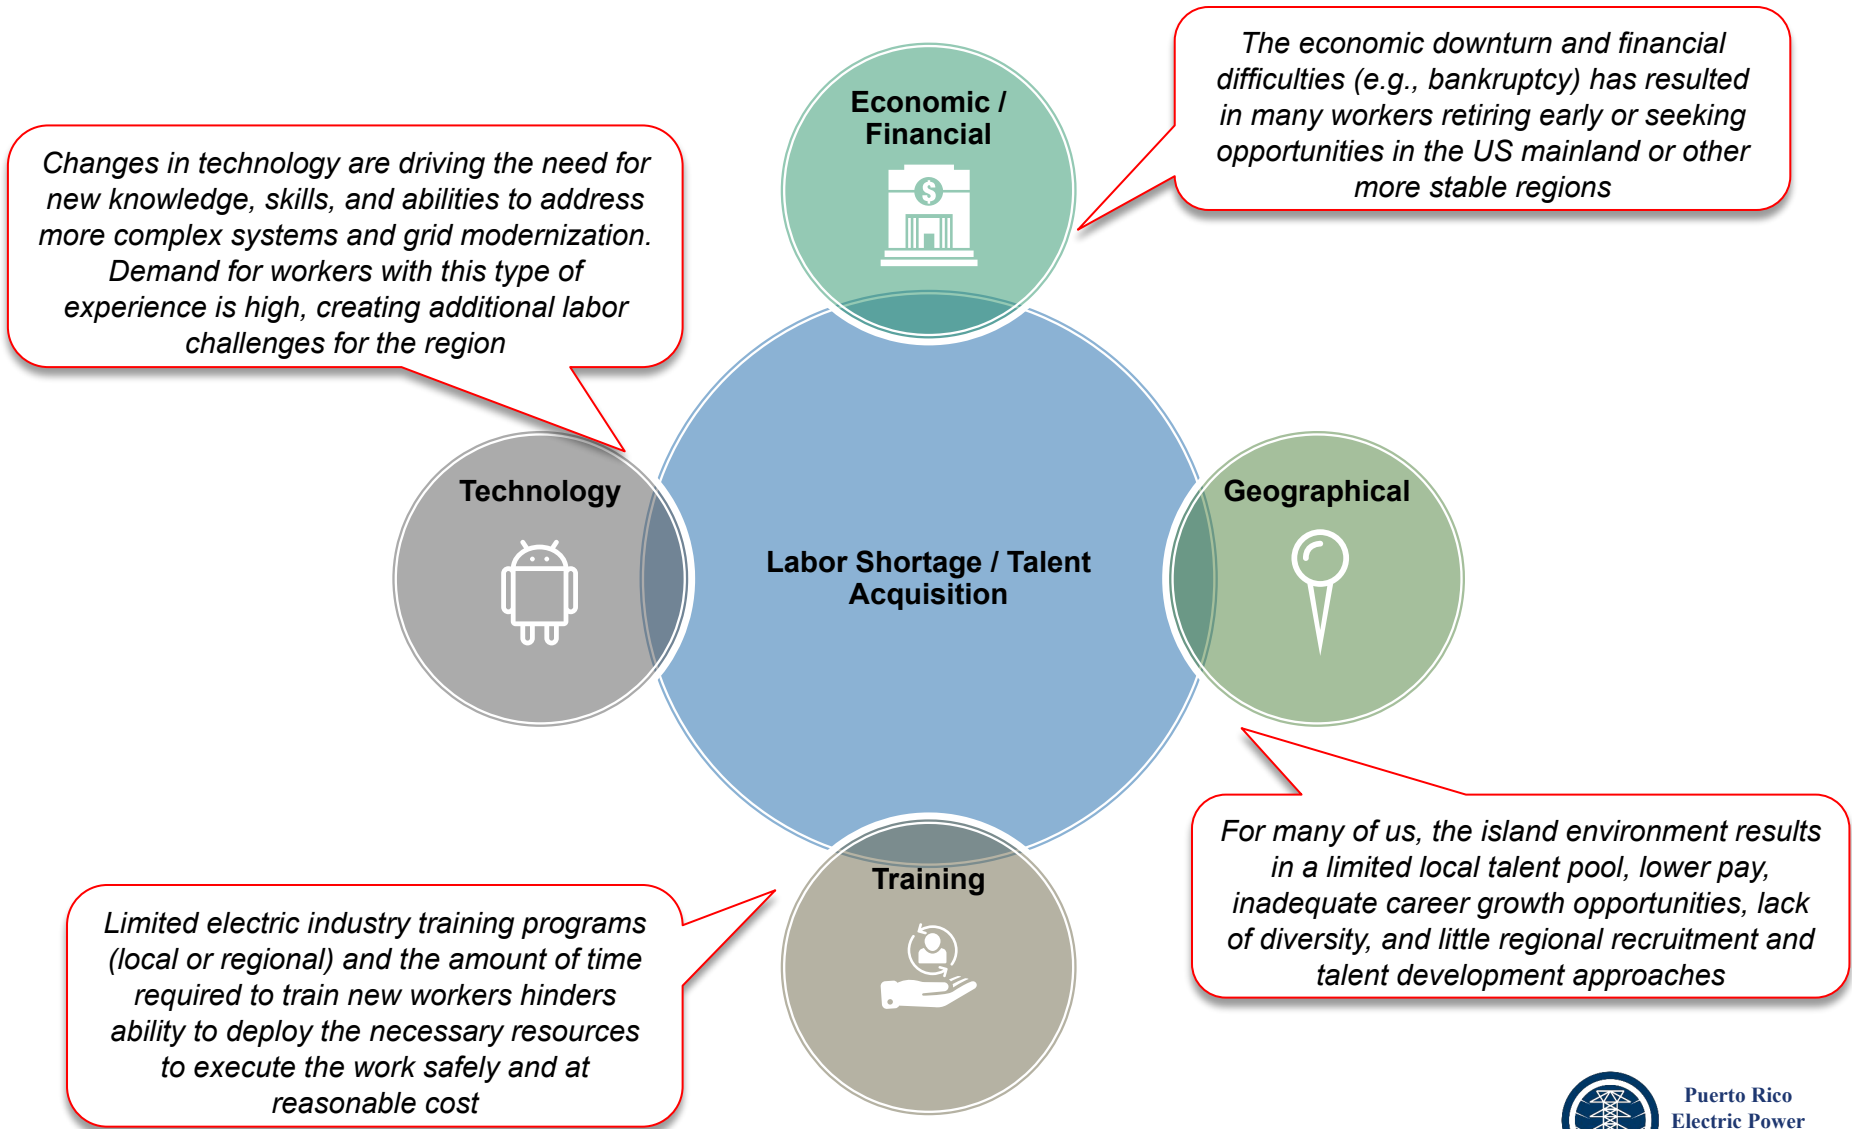 Economic /
Financial
$
The economic downturn and financial
difficulties (e.g., bankruptcy) has resulted
in many workers retiring early or seeking
opportunities in the US mainland or other
more stable regions
Changes in technology are driving the need for
new knowledge, skills, and abilities to address
more complex systems and grid modernization.
Demand for workers with this type of
experience is high, creating additional labor
challenges for the region
Technology
Labor Shortage / Talent
Acquisition
Geographical
For many of us, the island environment results
in a limited local talent pool, lower pay,
inadequate career growth opportunities, lack
of diversity, and little regional recruitment and
talent development approaches
Training
Limited electric industry training programs
(local or regional) and the amount of time
required to train new workers hinders
ability to deploy the necessary resources
to execute the work safely and at
reasonable cost
Puerto Rico
Electric Power